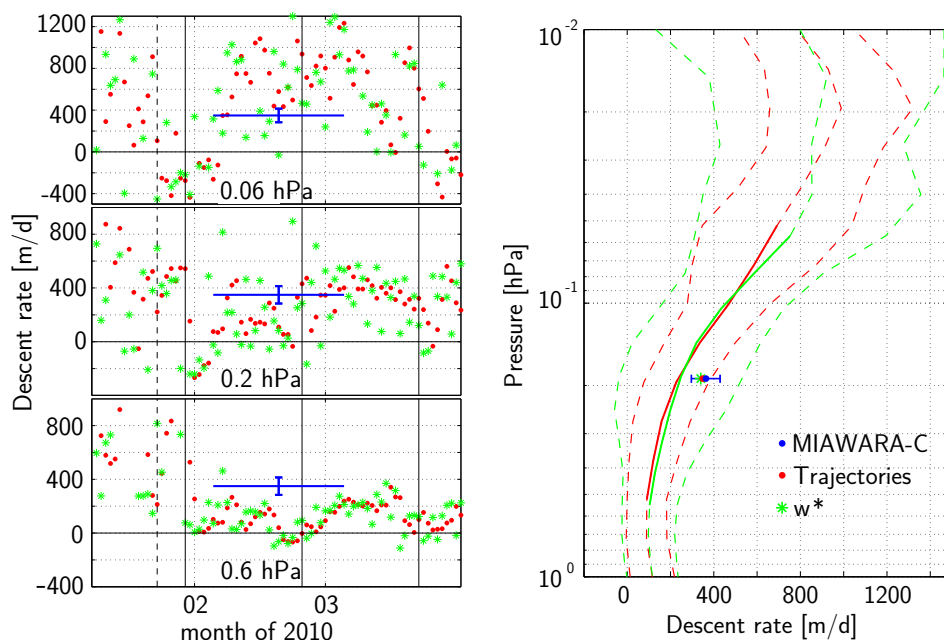 Descent rate [m/d]
1200
800
400
0
-400
0.06 hPa
800
400
0
0.2 hPa
800
400
0
-400
0.6 hPa
02
03
month of 2010
Pressure [hPa]
10⁻²
10⁻¹
10⁰
MIAWARA-C
Trajectories
w*
0
400
800
1200
Descent rate [m/d]